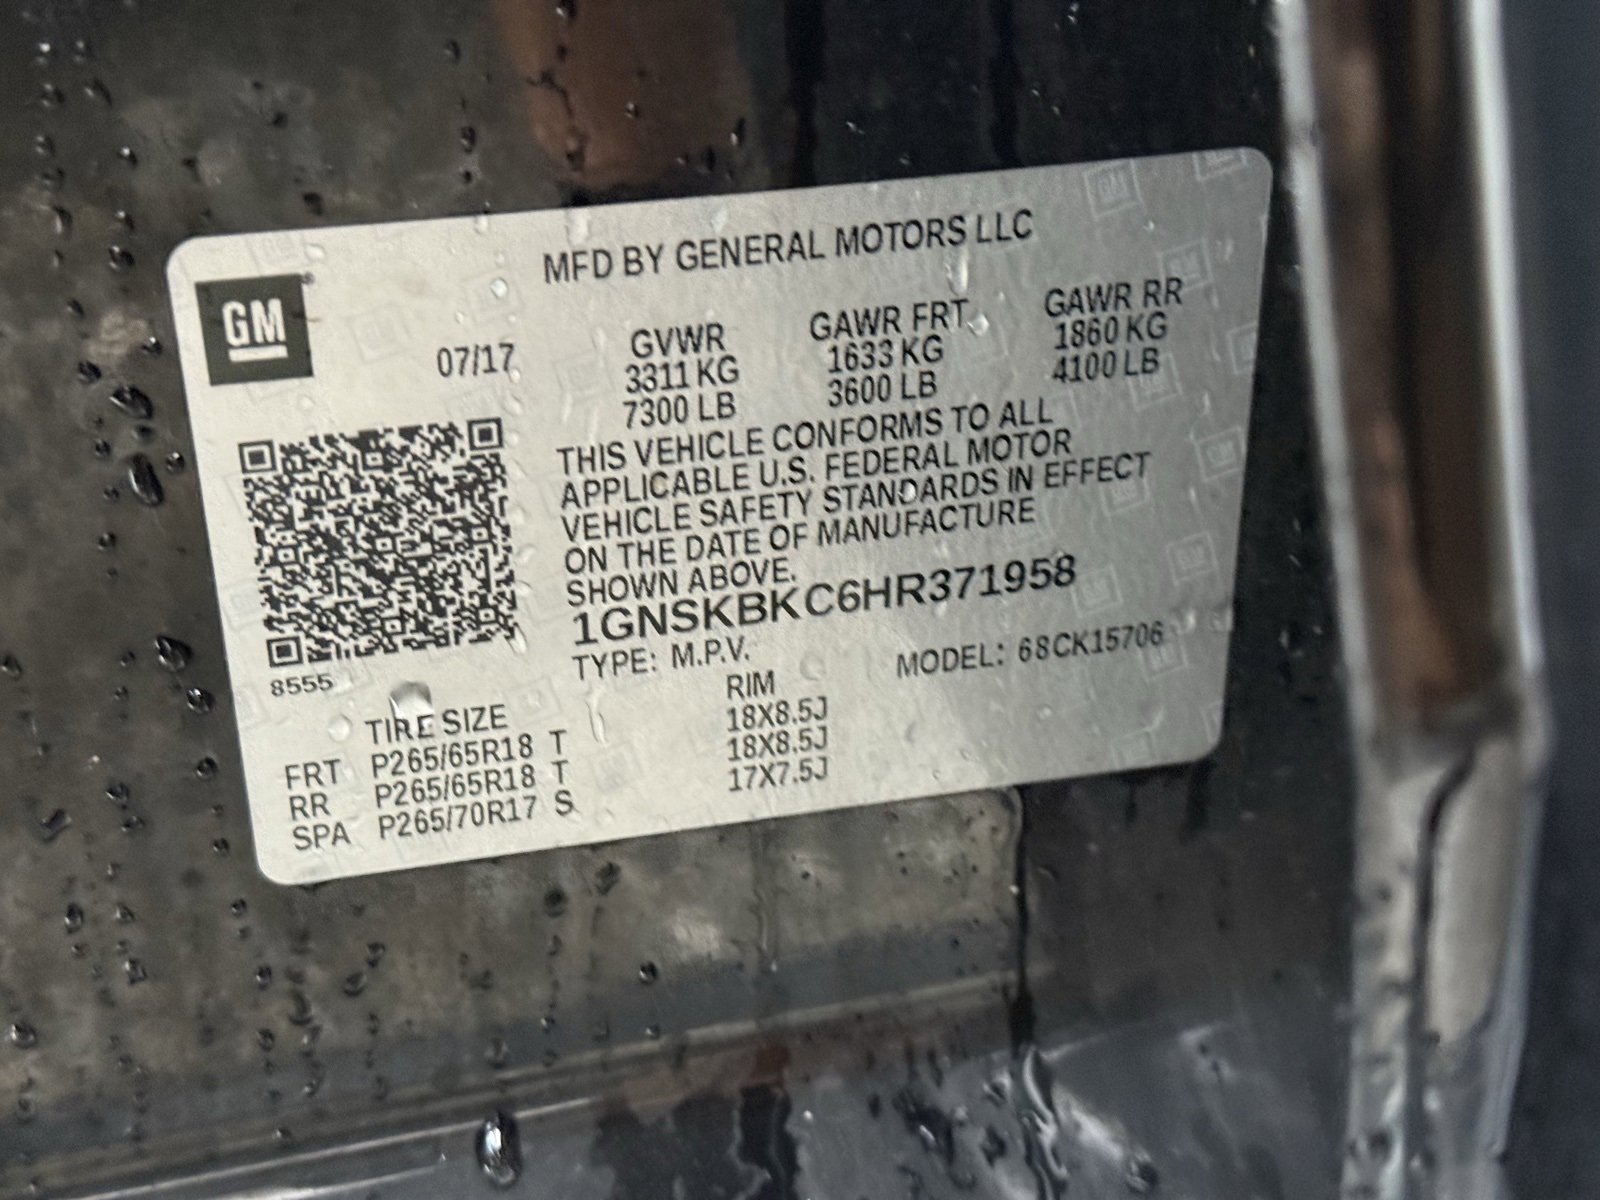 MFD BY GENERAL MOTORS LLC
GM
07/17
GVWR GAWR FRT GAWR RR
3311 KG 1633 KG 1860 KG
7300 LB 3600 LB 4100 LB
THIS VEHICLE CONFORMS TO ALL
APPLICABLE U.S. FEDERAL MOTOR
VEHICLE SAFETY STANDARDS IN EFFECT
ON THE DATE OF MANUFACTURE
SHOWN ABOVE.
1GNSKBKC6HR371958
TYPE: M.P.V. MODEL: 68CK15706
8555
TIRE SIZE RIM
FRT P265/65R18 T 18X8.5J
RR P265/65R18 T 18X8.5J
SPA P265/70R17 S 17X7.5J